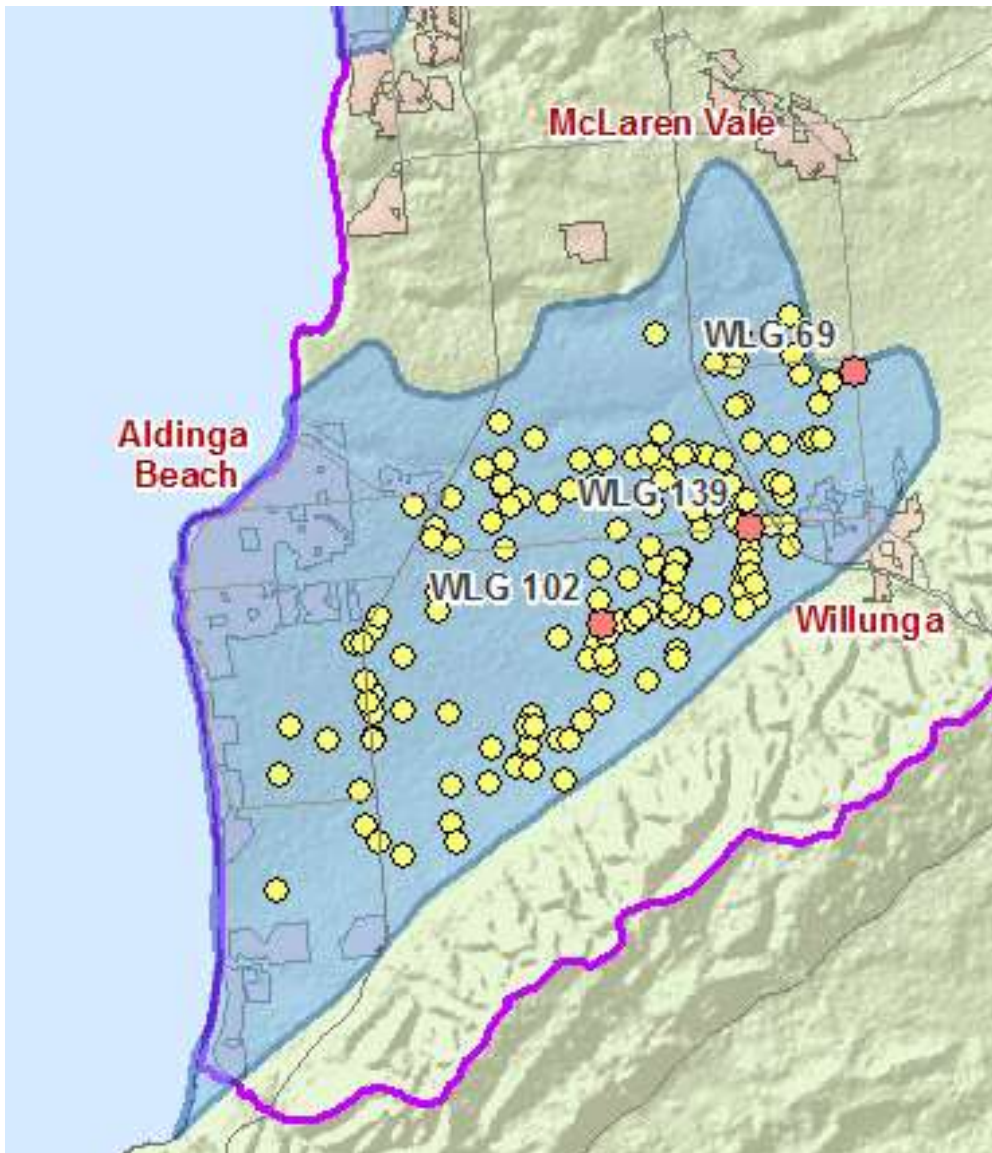 McLaren Vale
WLG 69
Aldinga
Beach
WLG 139
WLG 102
Willunga